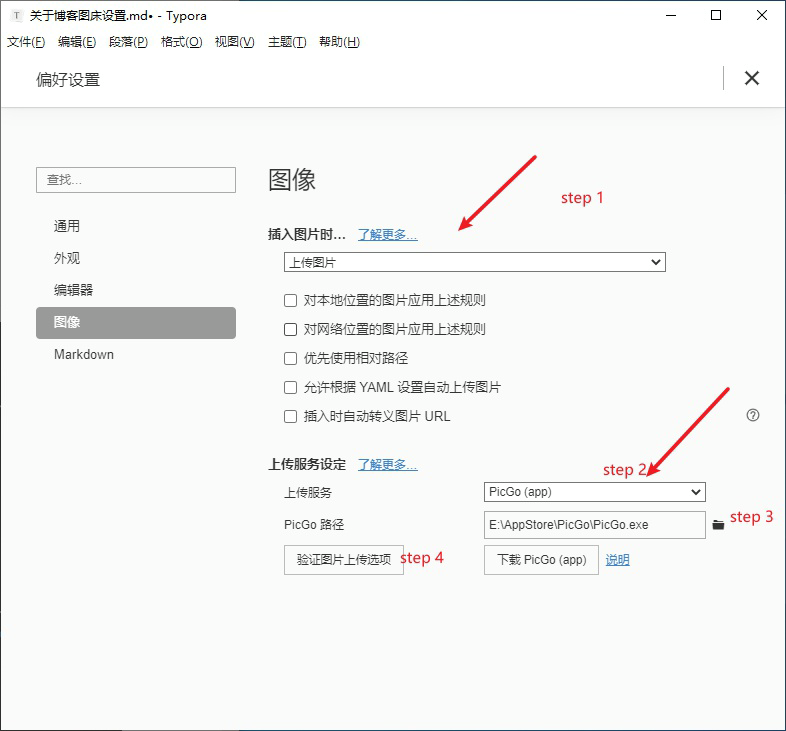 T 关于博客图床设置.md• - Typora
文件(F) 编辑(E) 段落(P) 格式(O) 视图(V) 主题(T) 帮助(H)
偏好设置
查找...
图像
step 1
通用
插入图片时... 了解更多...
外观
上传图片
编辑器
对本地位置的图片应用上述规则
图像
对网络位置的图片应用上述规则
Markdown
优先使用相对路径
允许根据 YAML 设置自动上传图片
插入时自动转义图片 URL
上传服务设定 了解更多...
step 2
上传服务 PicGo (app)
PicGo 路径 E:\AppStore\PicGo\PicGo.exe step 3
验证图片上传选项 step 4 下载 PicGo (app) 说明